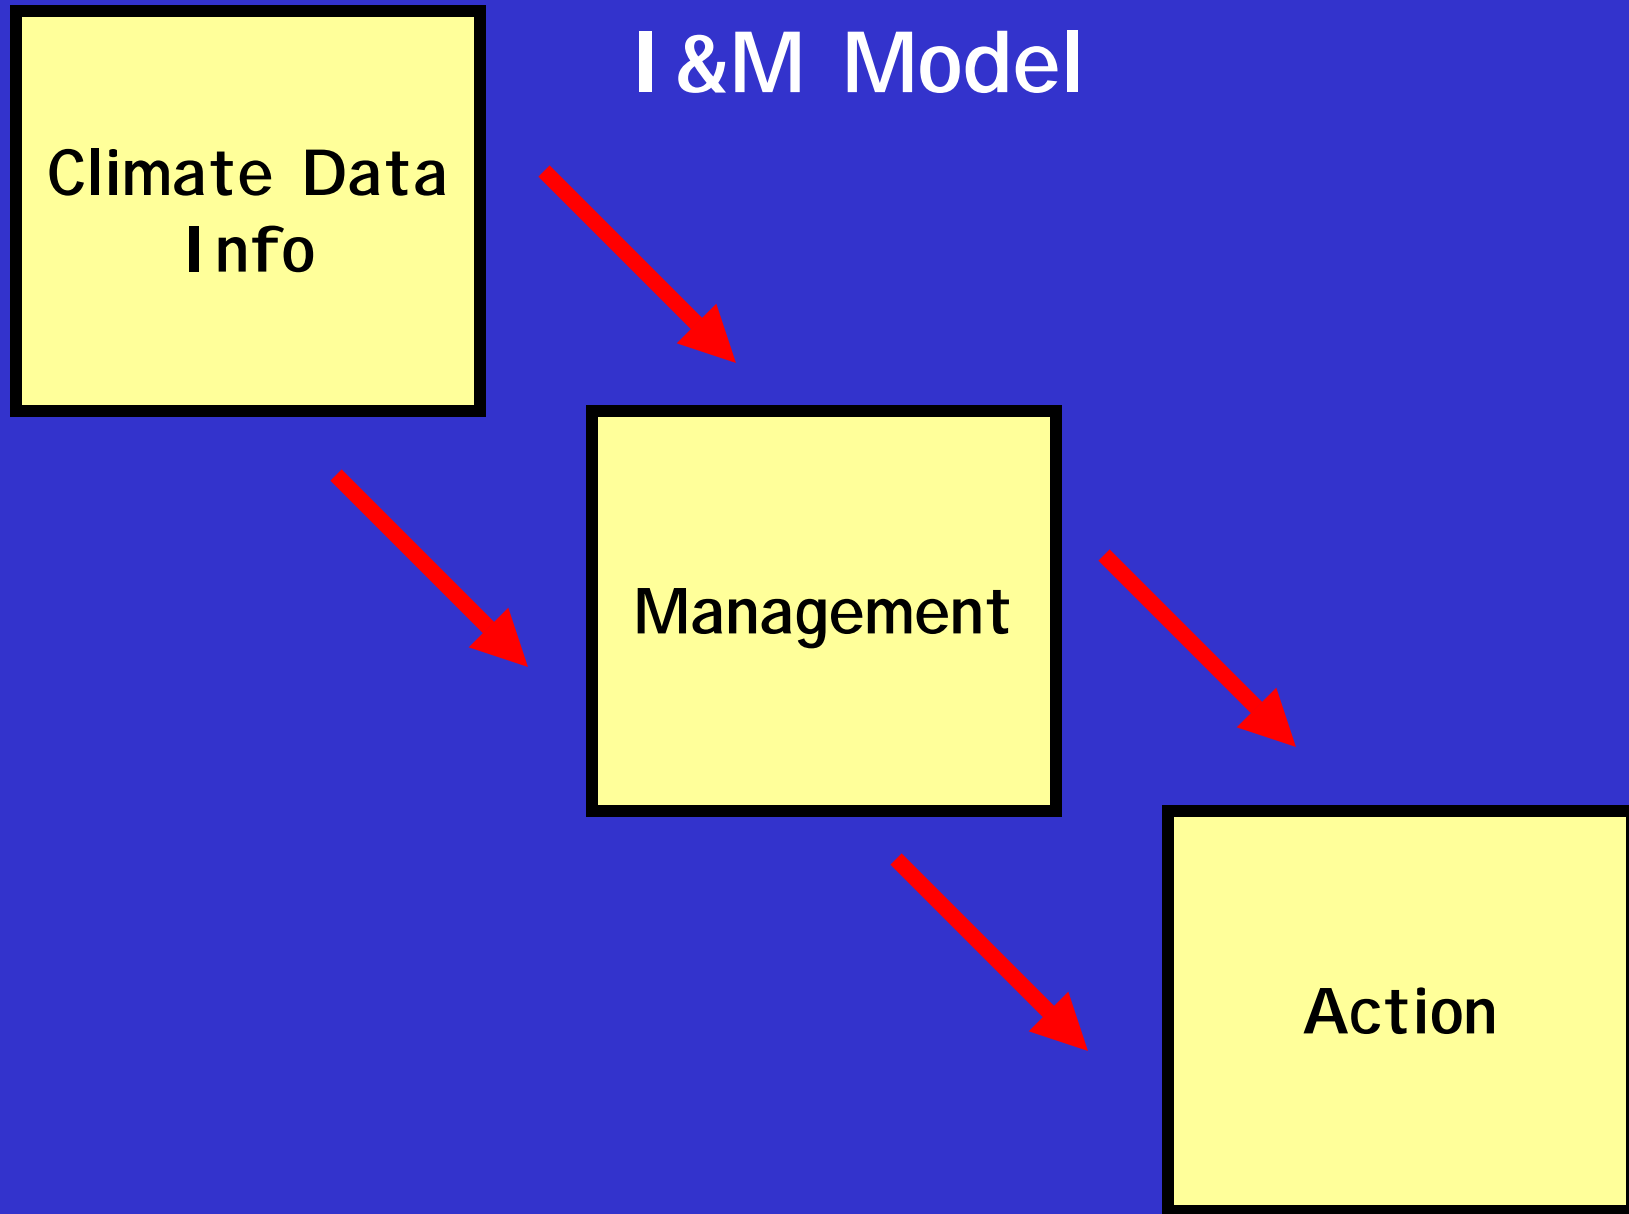 I&M Model
Climate Data
Info
Management
Action